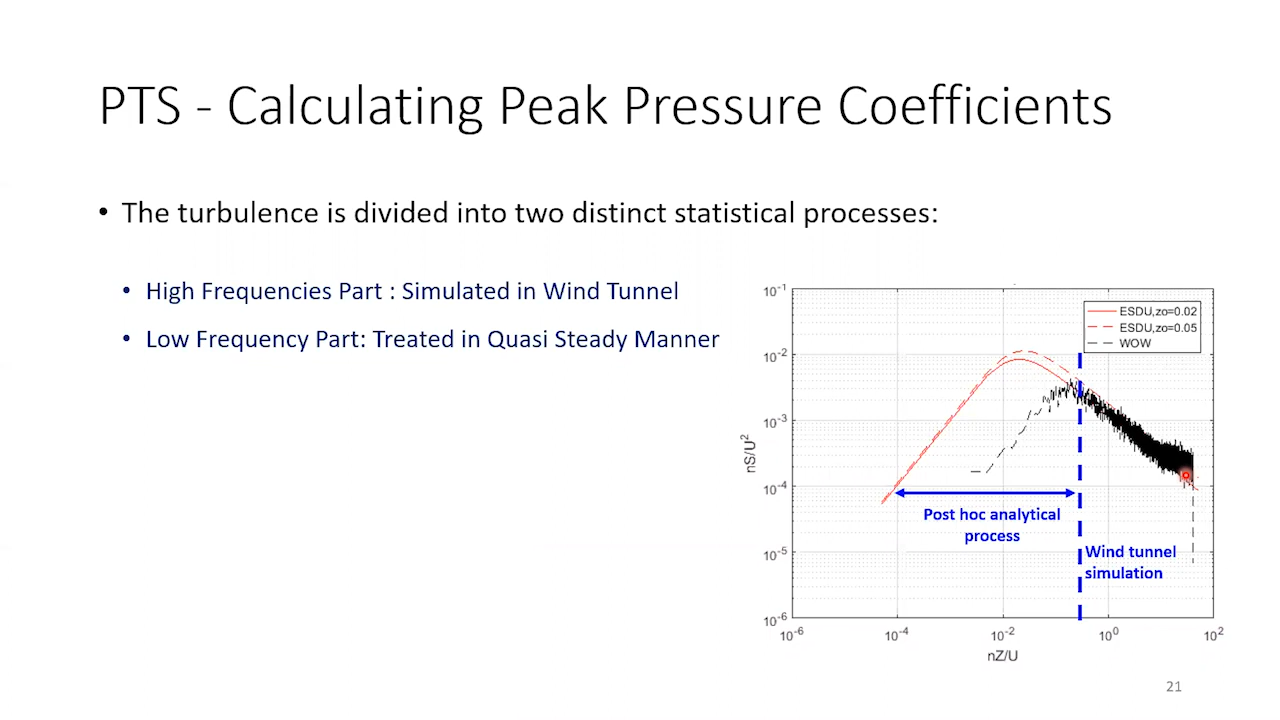 PTS - Calculating Peak Pressure Coefficients
• The turbulence is divided into two distinct statistical processes:
• High Frequencies Part : Simulated in Wind Tunnel
• Low Frequency Part: Treated in Quasi Steady Manner
10-1
10-2
10-3
10-4
10-5
10-6
nS/U2
ESDU,zo=0.02
ESDU,zo=0.05
WOW
Post hoc analytical
process
Wind tunnel
simulation
10-6
10-4
10-2
100
102
nZ/U
21